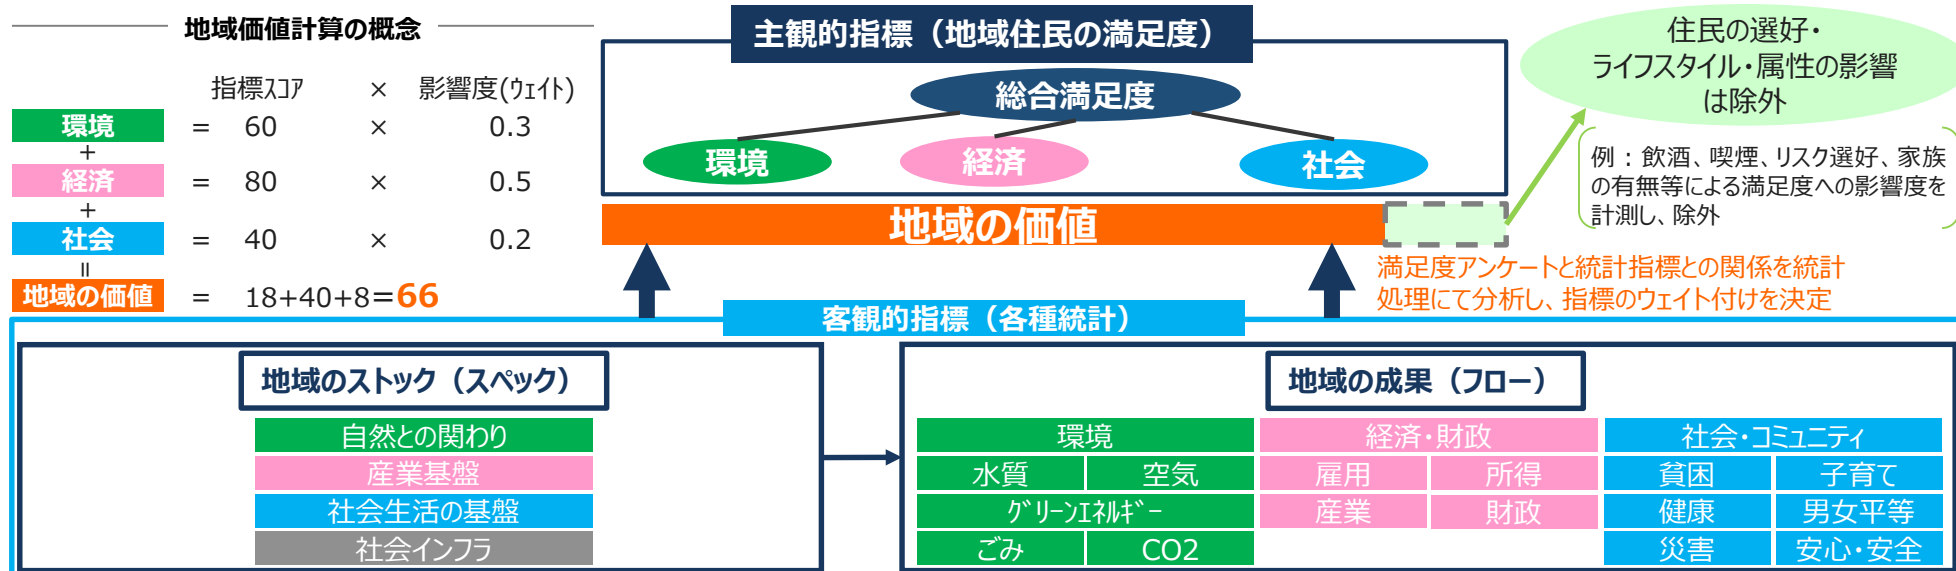 地域価値計算の概念
指標ｽｺｱ × 影響度(ｳｪｲﾄ)
環境 = 60 × 0.3
+
経済 = 80 × 0.5
+
社会 = 40 × 0.2
=
地域の価値 = 18+40+8=66
主観的指標（地域住民の満足度）
総合満足度
環境 経済 社会
地域の価値
住民の選好・
ライフスタイル・属性の影響
は除外
例：飲酒、喫煙、リスク選好、家族
の有無等による満足度への影響度を
計測し、除外
満足度アンケートと統計指標との関係を統計
処理にて分析し、指標のウェイト付けを決定
客観的指標（各種統計）
地域のストック（スペック）
自然との関わり
産業基盤
社会生活の基盤
社会インフラ
地域の成果（フロー）
環境 経済・財政 社会・コミュニティ
水質 空気 雇用 所得 貧困 子育て
ｸﾞﾘｰﾝｴﾈﾙｷﾞｰ 産業 財政 健康 男女平等
ごみ CO2 災害 安心・安全